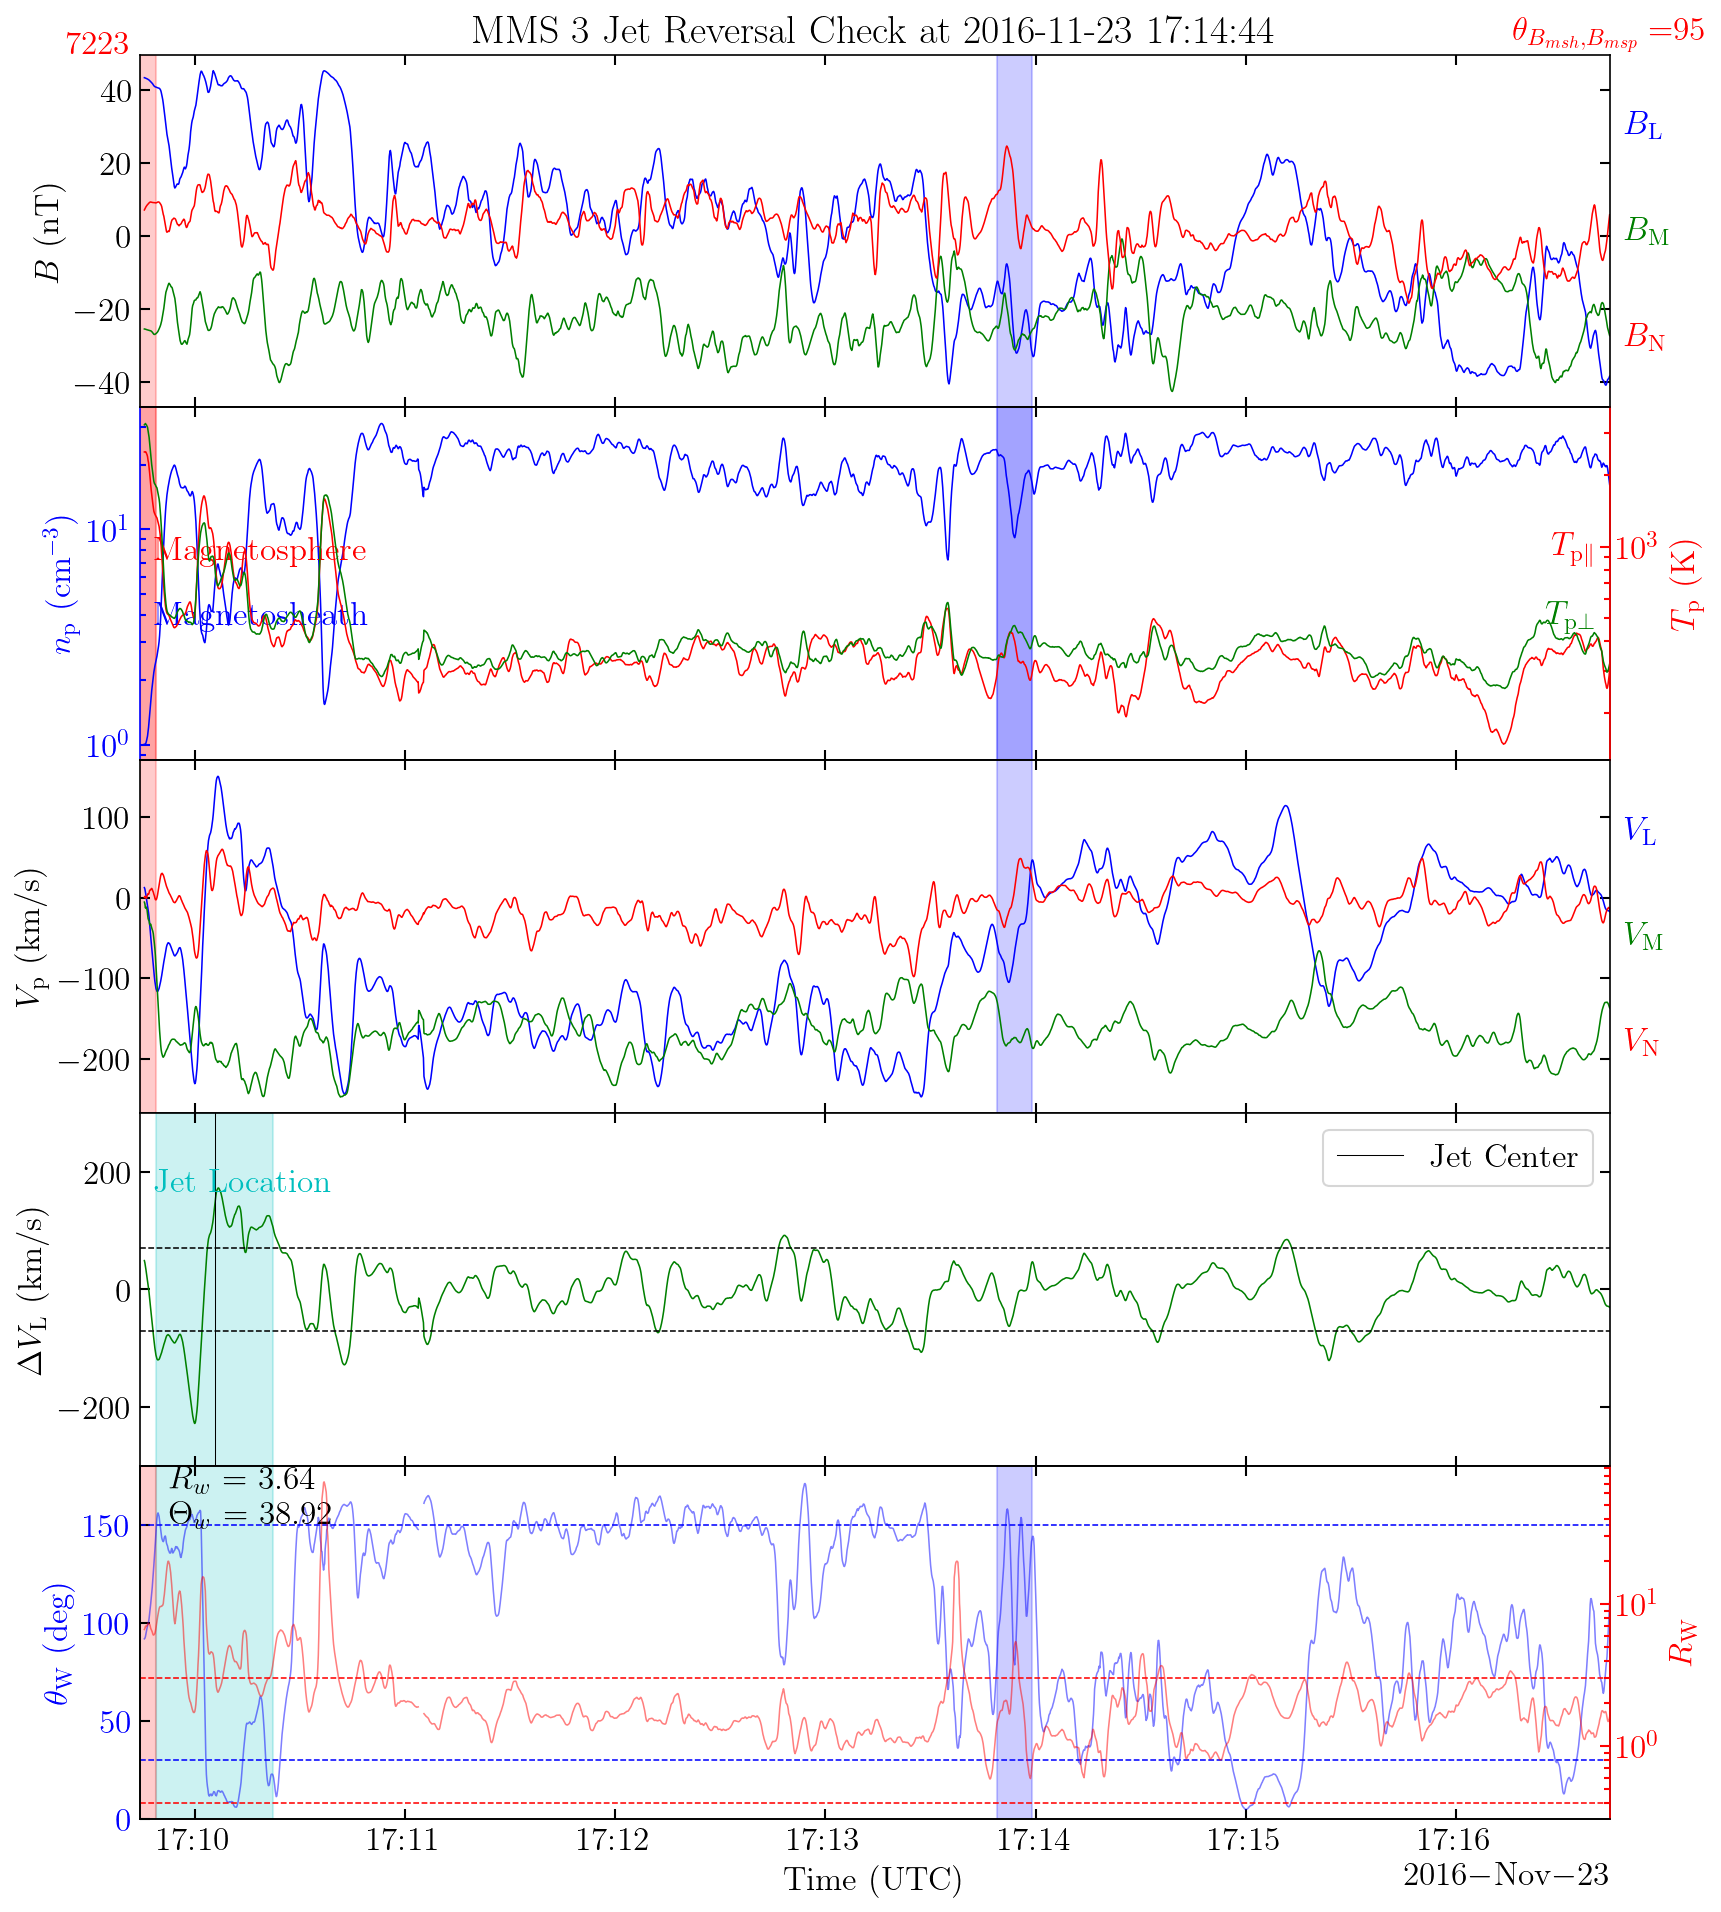 MMS 3 Jet Reversal Check at 2016-11-23 17:14:44
7223
θ_{B_{msh},B_{msp}} =95
40
20
0
−20
−40
B (nT)
B_L
B_M
B_N
10^1
10^0
n_p (cm^{−3})
Magnetosphere
Magnetosheath
T_{p∥}
T_{p⊥}
10^3
T_p (K)
100
0
−100
−200
V_p (km/s)
V_L
V_M
V_N
200
0
−200
ΔV_L (km/s)
Jet Location
Jet Center
R_w = 3.64
Θ_w = 38.92
150
100
50
0
θ_W (deg)
10^1
10^0
R_W
17:10 17:11 17:12 17:13 17:14 17:15 17:16
Time (UTC)
2016−Nov−23